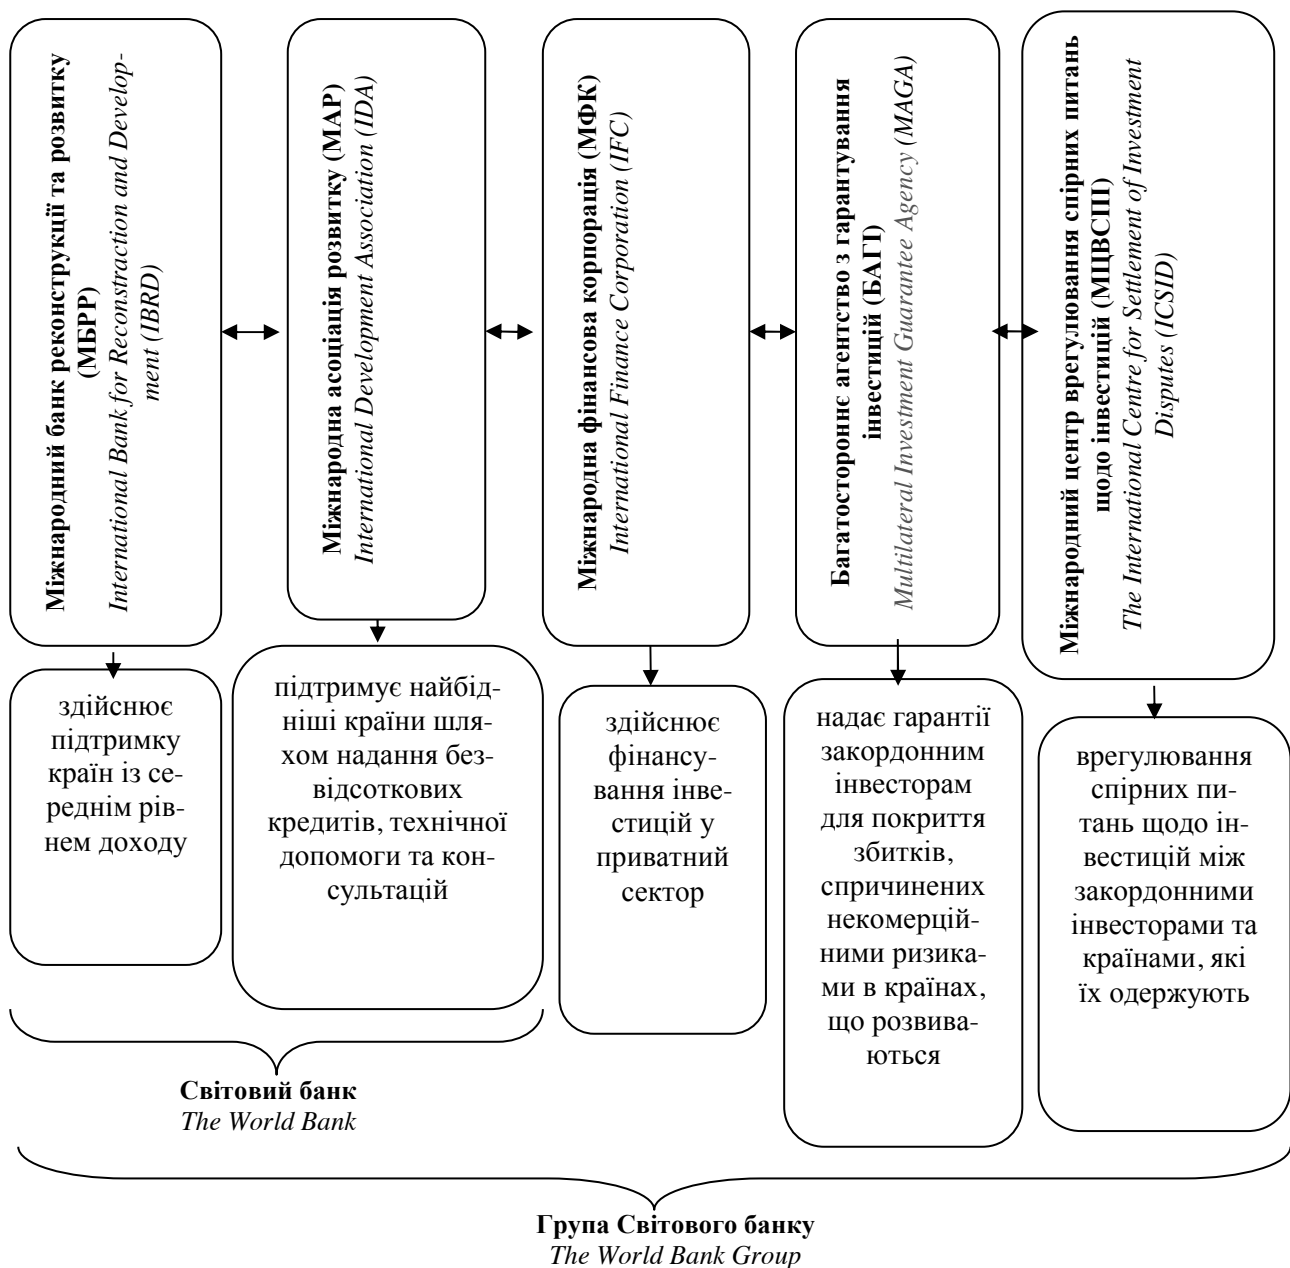 Міжнародний банк реконструкції та розвитку
(МБРР)
International Bank for Reconstraction and Develop-
ment (IBRD)
Міжнародна асоціація розвитку (МАР)
International Development Association (IDA)
Міжнародна фінансова корпорація (МФК)
International Finance Corporation (IFC)
Багатостороннє агентство з гарантування
інвестицій (БАГІ)
Multilateral Investment Guarantee Agency (MAGA)
Міжнародний центр врегулювання спірних питань
щодо інвестицій (МЦВСПІ)
The International Centre for Settlement of Investment
Disputes (ICSID)
здійснює
підтримку
країн із се-
реднім рів-
нем доходу
підтримує найбід-
ніші країни шля-
хом надання без-
відсоткових
кредитів, технічної
допомоги та кон-
сультацій
здійснює
фінансу-
вання інве-
стицій у
приватний
сектор
надає гарантії
закордонним
інвесторам
для покриття
збитків,
спричинених
некомерцій-
ними ризика-
ми в країнах,
що розвива-
ються
врегулювання
спірних пи-
тань щодо ін-
вестицій між
закордонними
інвесторами та
країнами, які
їх одержують
Світовий банк
The World Bank
Група Світового банку
The World Bank Group